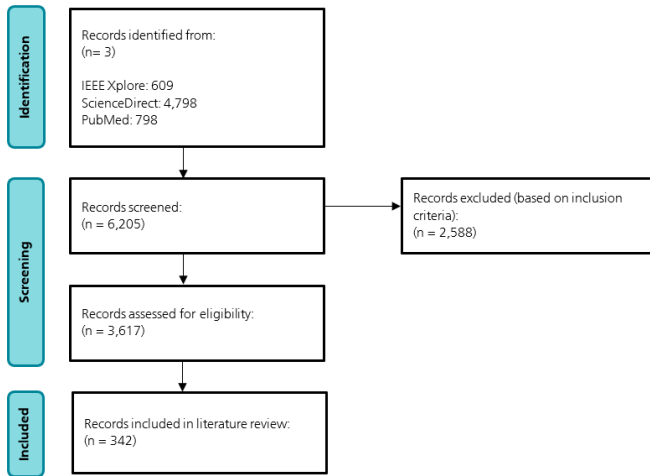 Identification
Records identified from:
(n= 3)
IEEE Xplore: 609
ScienceDirect: 4,798
PubMed: 798
Screening
Records screened:
(n = 6,205)
Records excluded (based on inclusion
criteria):
(n = 2,588)
Records assessed for eligibility:
(n = 3,617)
Included
Records included in literature review:
(n = 342)